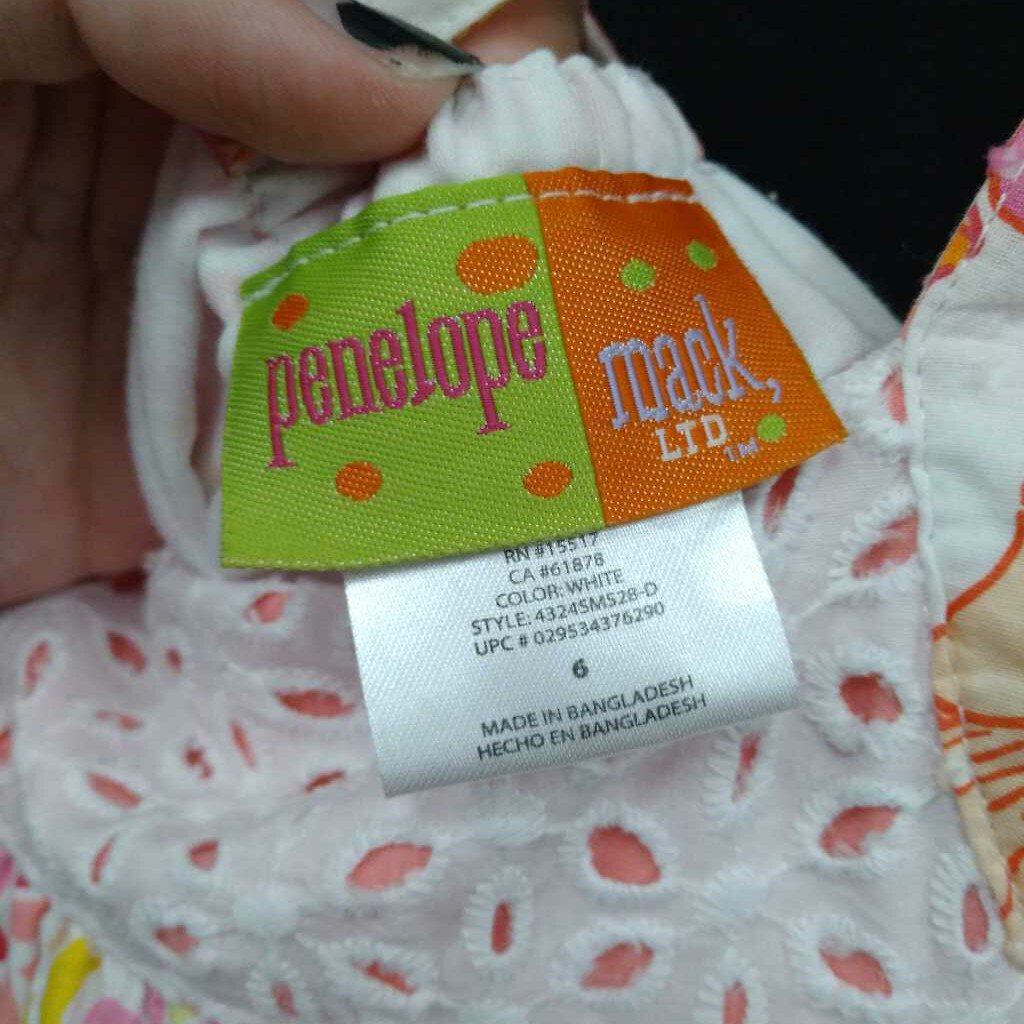 penelope mack,
LTD
T.M
RN #15517
CA #61878
COLOR: WHITE
STYLE: 4324SM528-D
UPC # 029534376290
6
MADE IN BANGLADESH
HECHO EN BANGLADESH